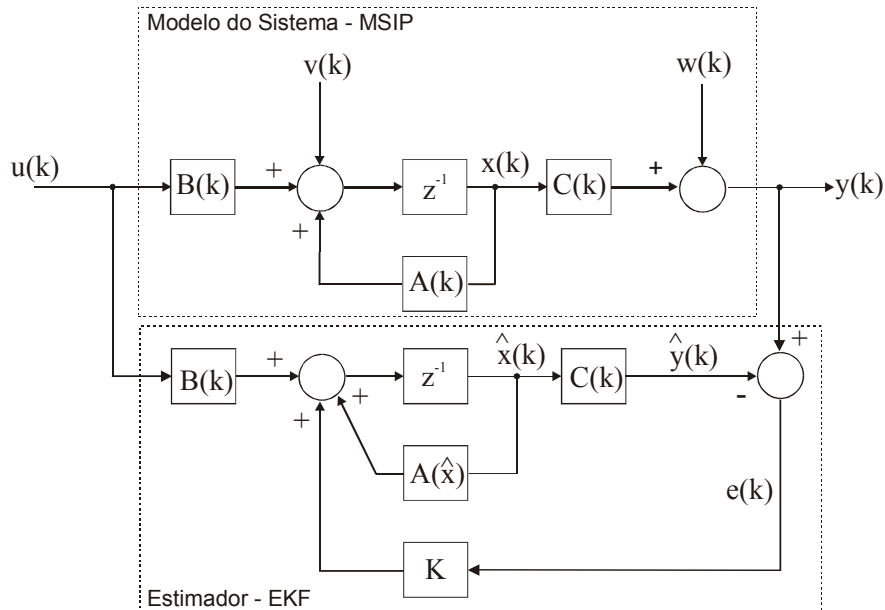 Modelo do Sistema - MSIP
v(k)
w(k)
u(k)
B(k)
+
+
z⁻¹
x(k)
C(k)
+
y(k)
A(k)
B(k)
+
+
+
z⁻¹
x̂(k)
C(k)
ŷ(k)
+
-
A(x̂)
e(k)
K
Estimador - EKF